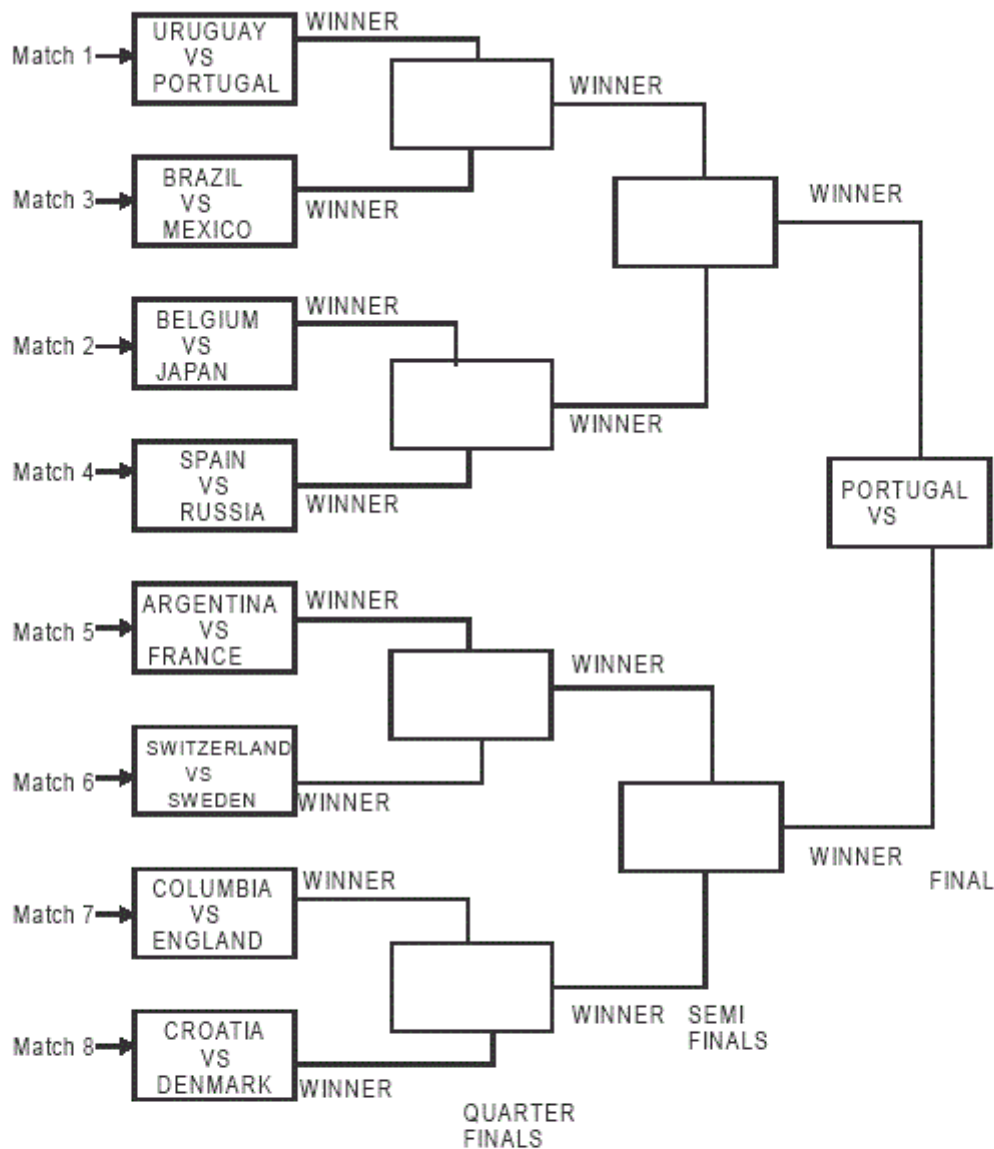 WINNER
Match 1
URUGUAY
VS
PORTUGAL
WINNER
Match 3
BRAZIL
VS
MEXICO
WINNER
WINNER
WINNER
Match 2
BELGIUM
VS
JAPAN
WINNER
Match 4
SPAIN
VS
RUSSIA
WINNER
PORTUGAL
VS
WINNER
Match 5
ARGENTINA
VS
FRANCE
WINNER
Match 6
SWITZERLAND
VS
SWEDEN
WINNER
WINNER
FINAL
WINNER
Match 7
COLUMBIA
VS
ENGLAND
WINNER
SEMI
FINALS
Match 8
CROATIA
VS
DENMARK
WINNER
QUARTER
FINALS